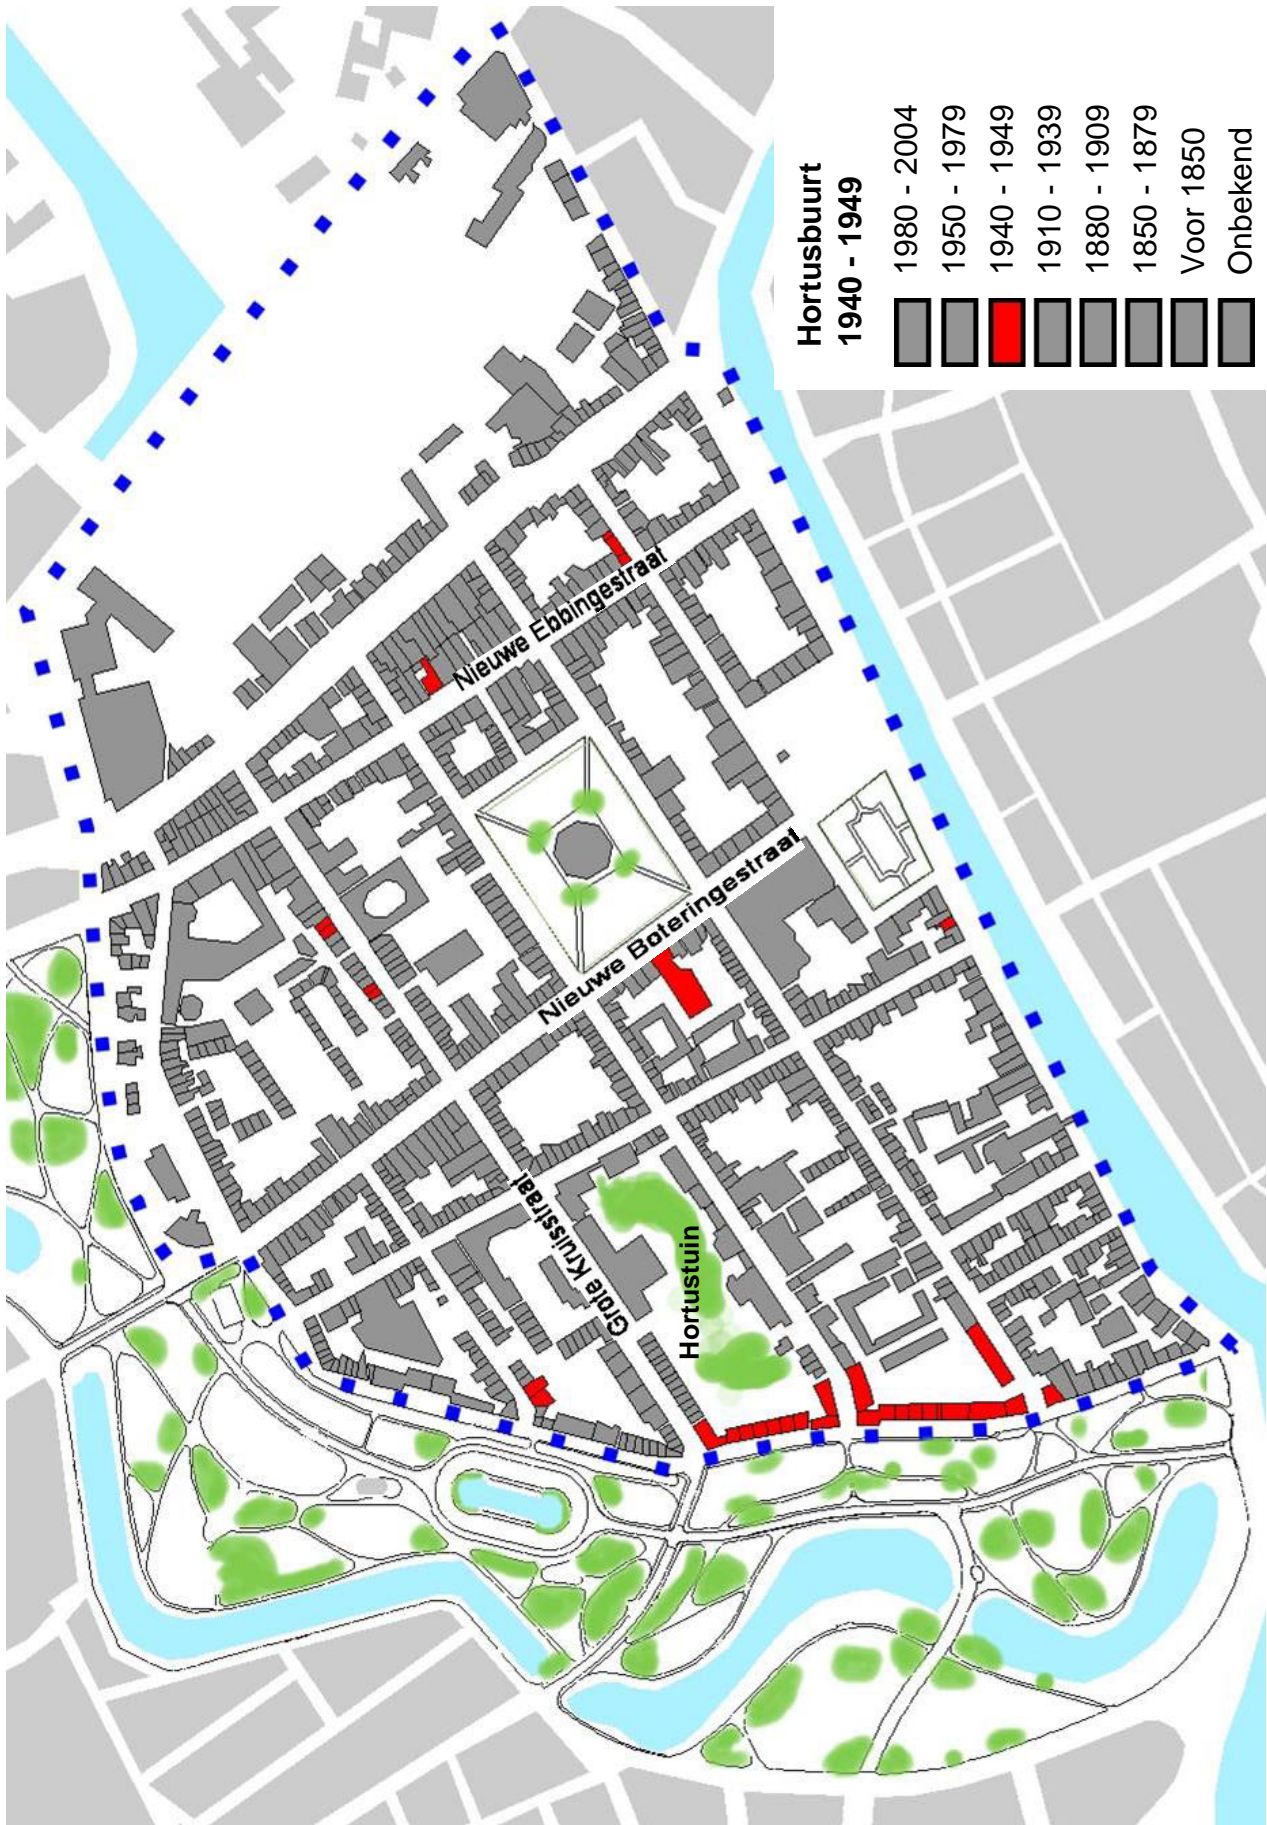 Hortusbuurt
1940 - 1949
1980 - 2004
1950 - 1979
1940 - 1949
1910 - 1939
1880 - 1909
1850 - 1879
Voor 1850
Onbekend
Nieuwe Ebbingestraat
Nieuwe Boteringestraat
Grote Kruisstraat
Hortustuin